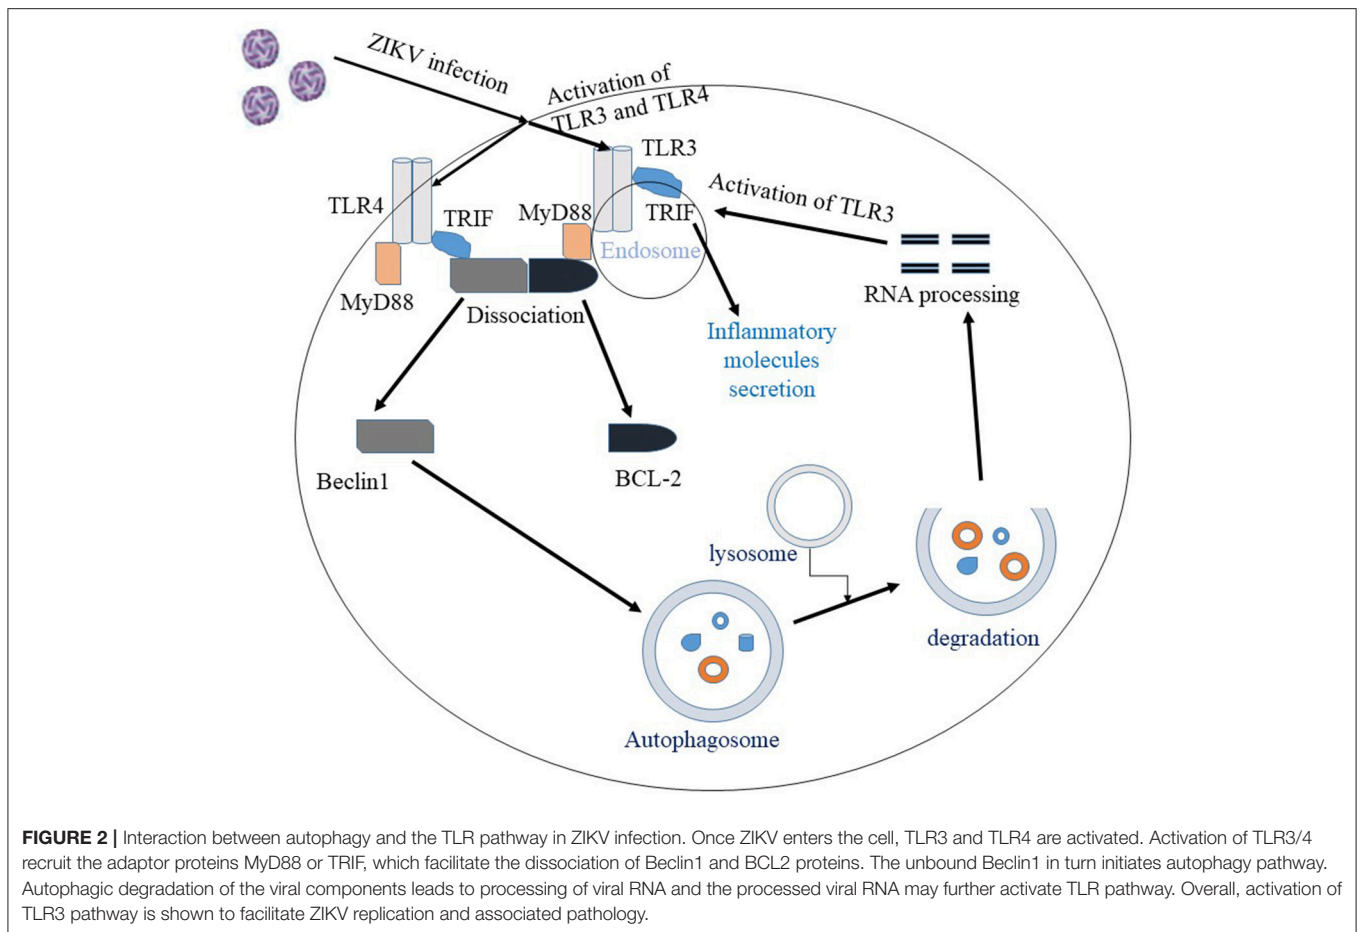 ZIKV infection
Activation of
TLR3 and TLR4
TLR3
TLR4
TRIF
MyD88
TRIF
Activation of TLR3
Endosome
MyD88
Dissociation
RNA processing
Inflammatory
molecules
secretion
Beclin1
BCL-2
lysosome
degradation
Autophagosome
FIGURE 2 | Interaction between autophagy and the TLR pathway in ZIKV infection. Once ZIKV enters the cell, TLR3 and TLR4 are activated. Activation of TLR3/4
recruit the adaptor proteins MyD88 or TRIF, which facilitate the dissociation of Beclin1 and BCL2 proteins. The unbound Beclin1 in turn initiates autophagy pathway.
Autophagic degradation of the viral components leads to processing of viral RNA and the processed viral RNA may further activate TLR pathway. Overall, activation of
TLR3 pathway is shown to facilitate ZIKV replication and associated pathology.